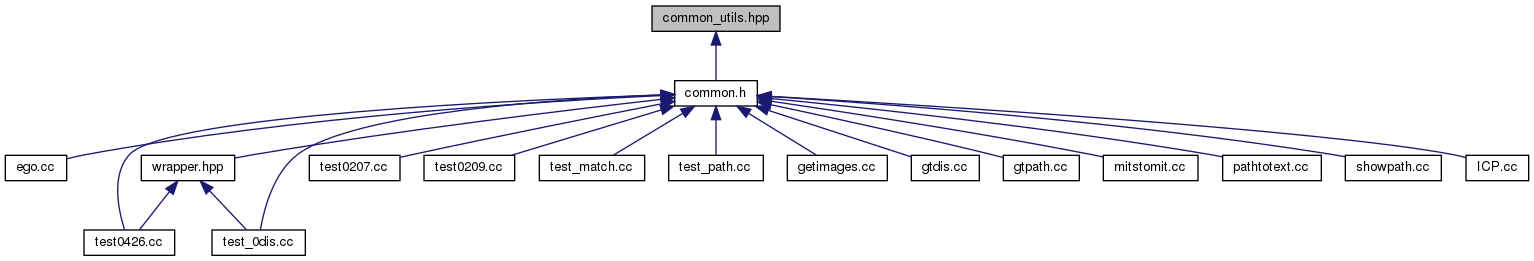 common_utils.hpp
common.h
ego.cc
wrapper.hpp
test0207.cc
test0209.cc
test_match.cc
test_path.cc
getimages.cc
gtdis.cc
gtpath.cc
mitstomit.cc
pathtotext.cc
showpath.cc
ICP.cc
test0426.cc
test_0dis.cc